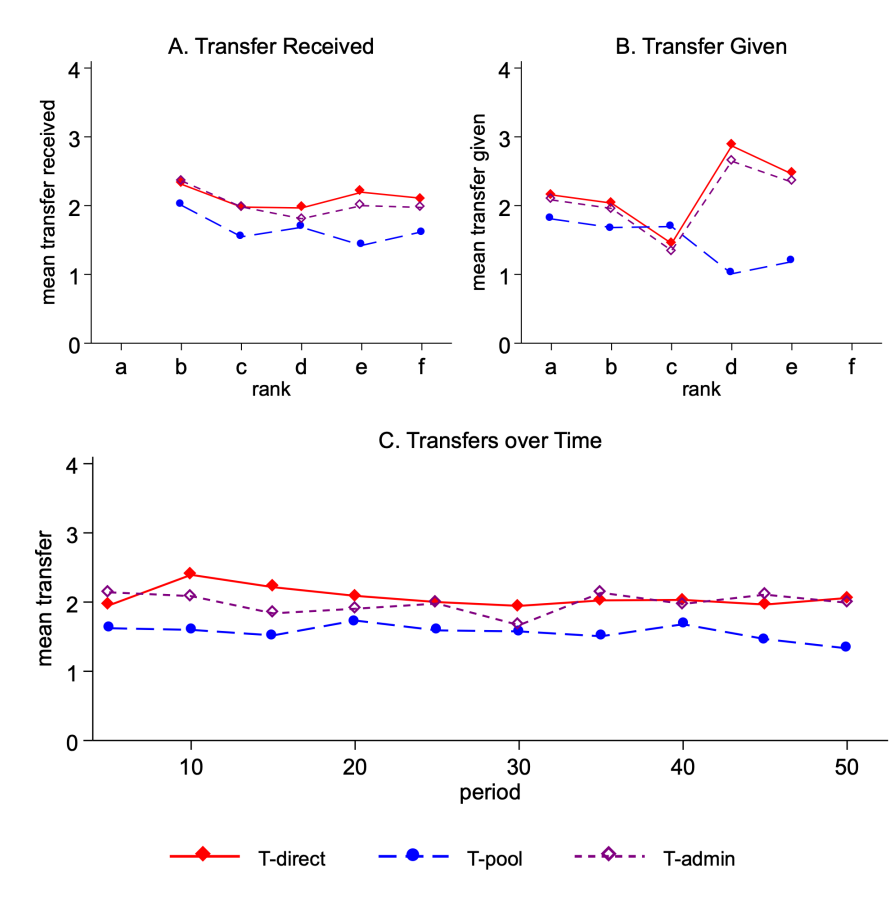 A. Transfer Received
mean transfer received
4
3
2
1
0
a b c d e f
rank
B. Transfer Given
mean transfer given
4
3
2
1
0
a b c d e f
rank
C. Transfers over Time
mean transfer
4
3
2
1
0
10 20 30 40 50
period
T-direct T-pool T-admin